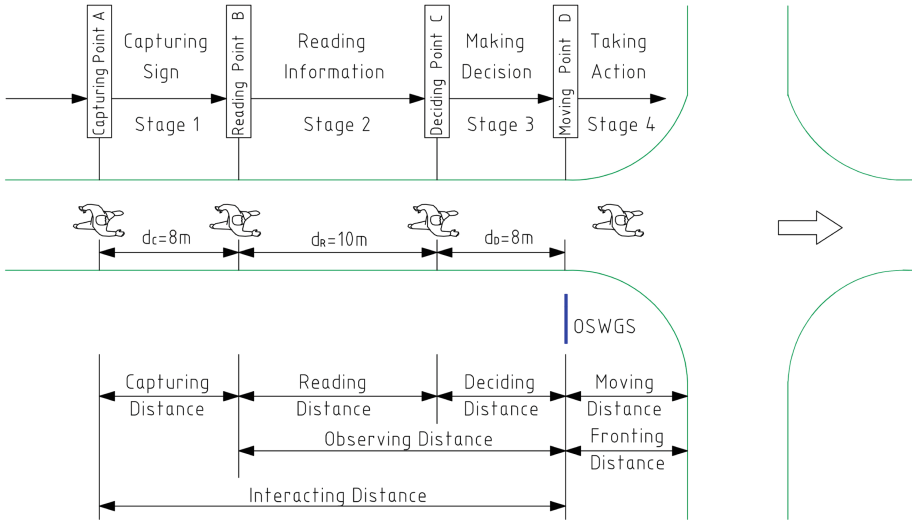 Capturing Point A
Capturing
Sign
Stage 1
Reading Point B
Reading
Information
Stage 2
Deciding Point C
Making
Decision
Stage 3
Moving Point D
Taking
Action
Stage 4
dC=8m
dR=10m
dD=8m
OSWGS
Capturing
Distance
Reading
Distance
Deciding
Distance
Moving
Distance
Observing Distance
Fronting
Distance
Interacting Distance